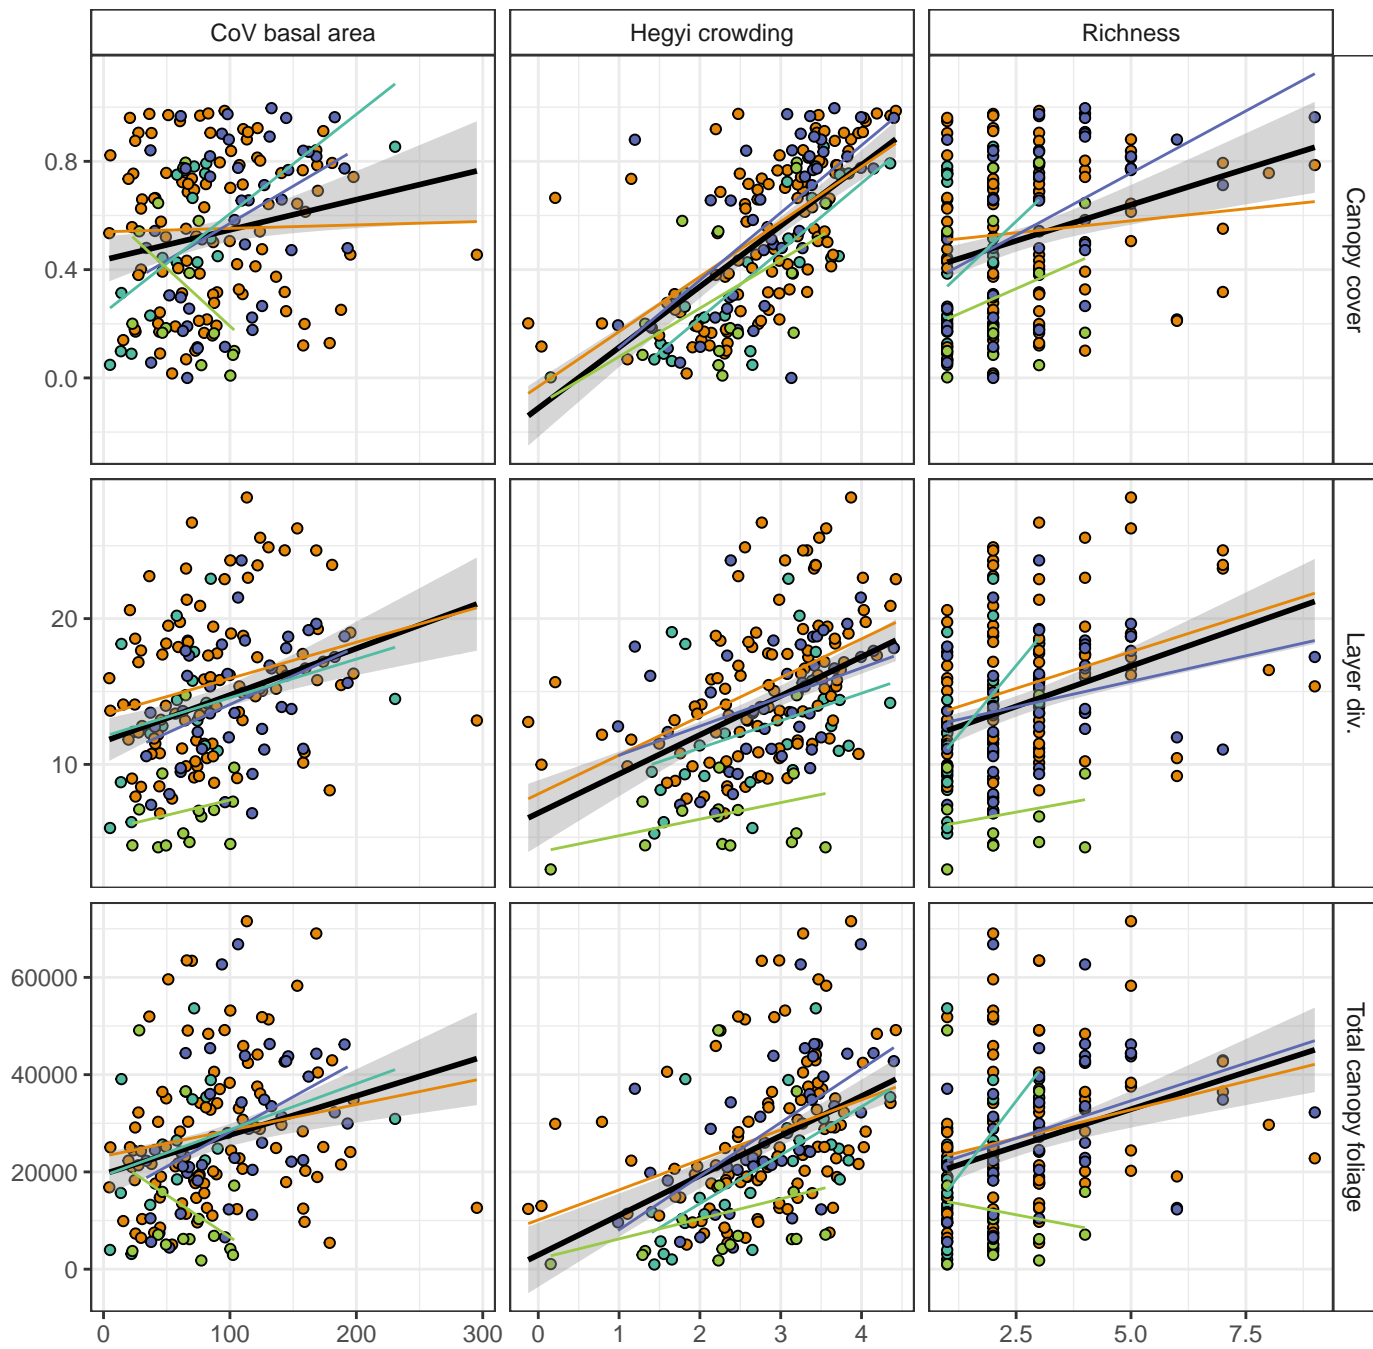 CoV basal area Hegyi crowding Richness
0.8
0.4
0.0
Canopy cover
20
10
Layer div.
60000
40000
20000
0
Total canopy foliage
0 100 200 300 0 1 2 3 4 2.5 5.0 7.5